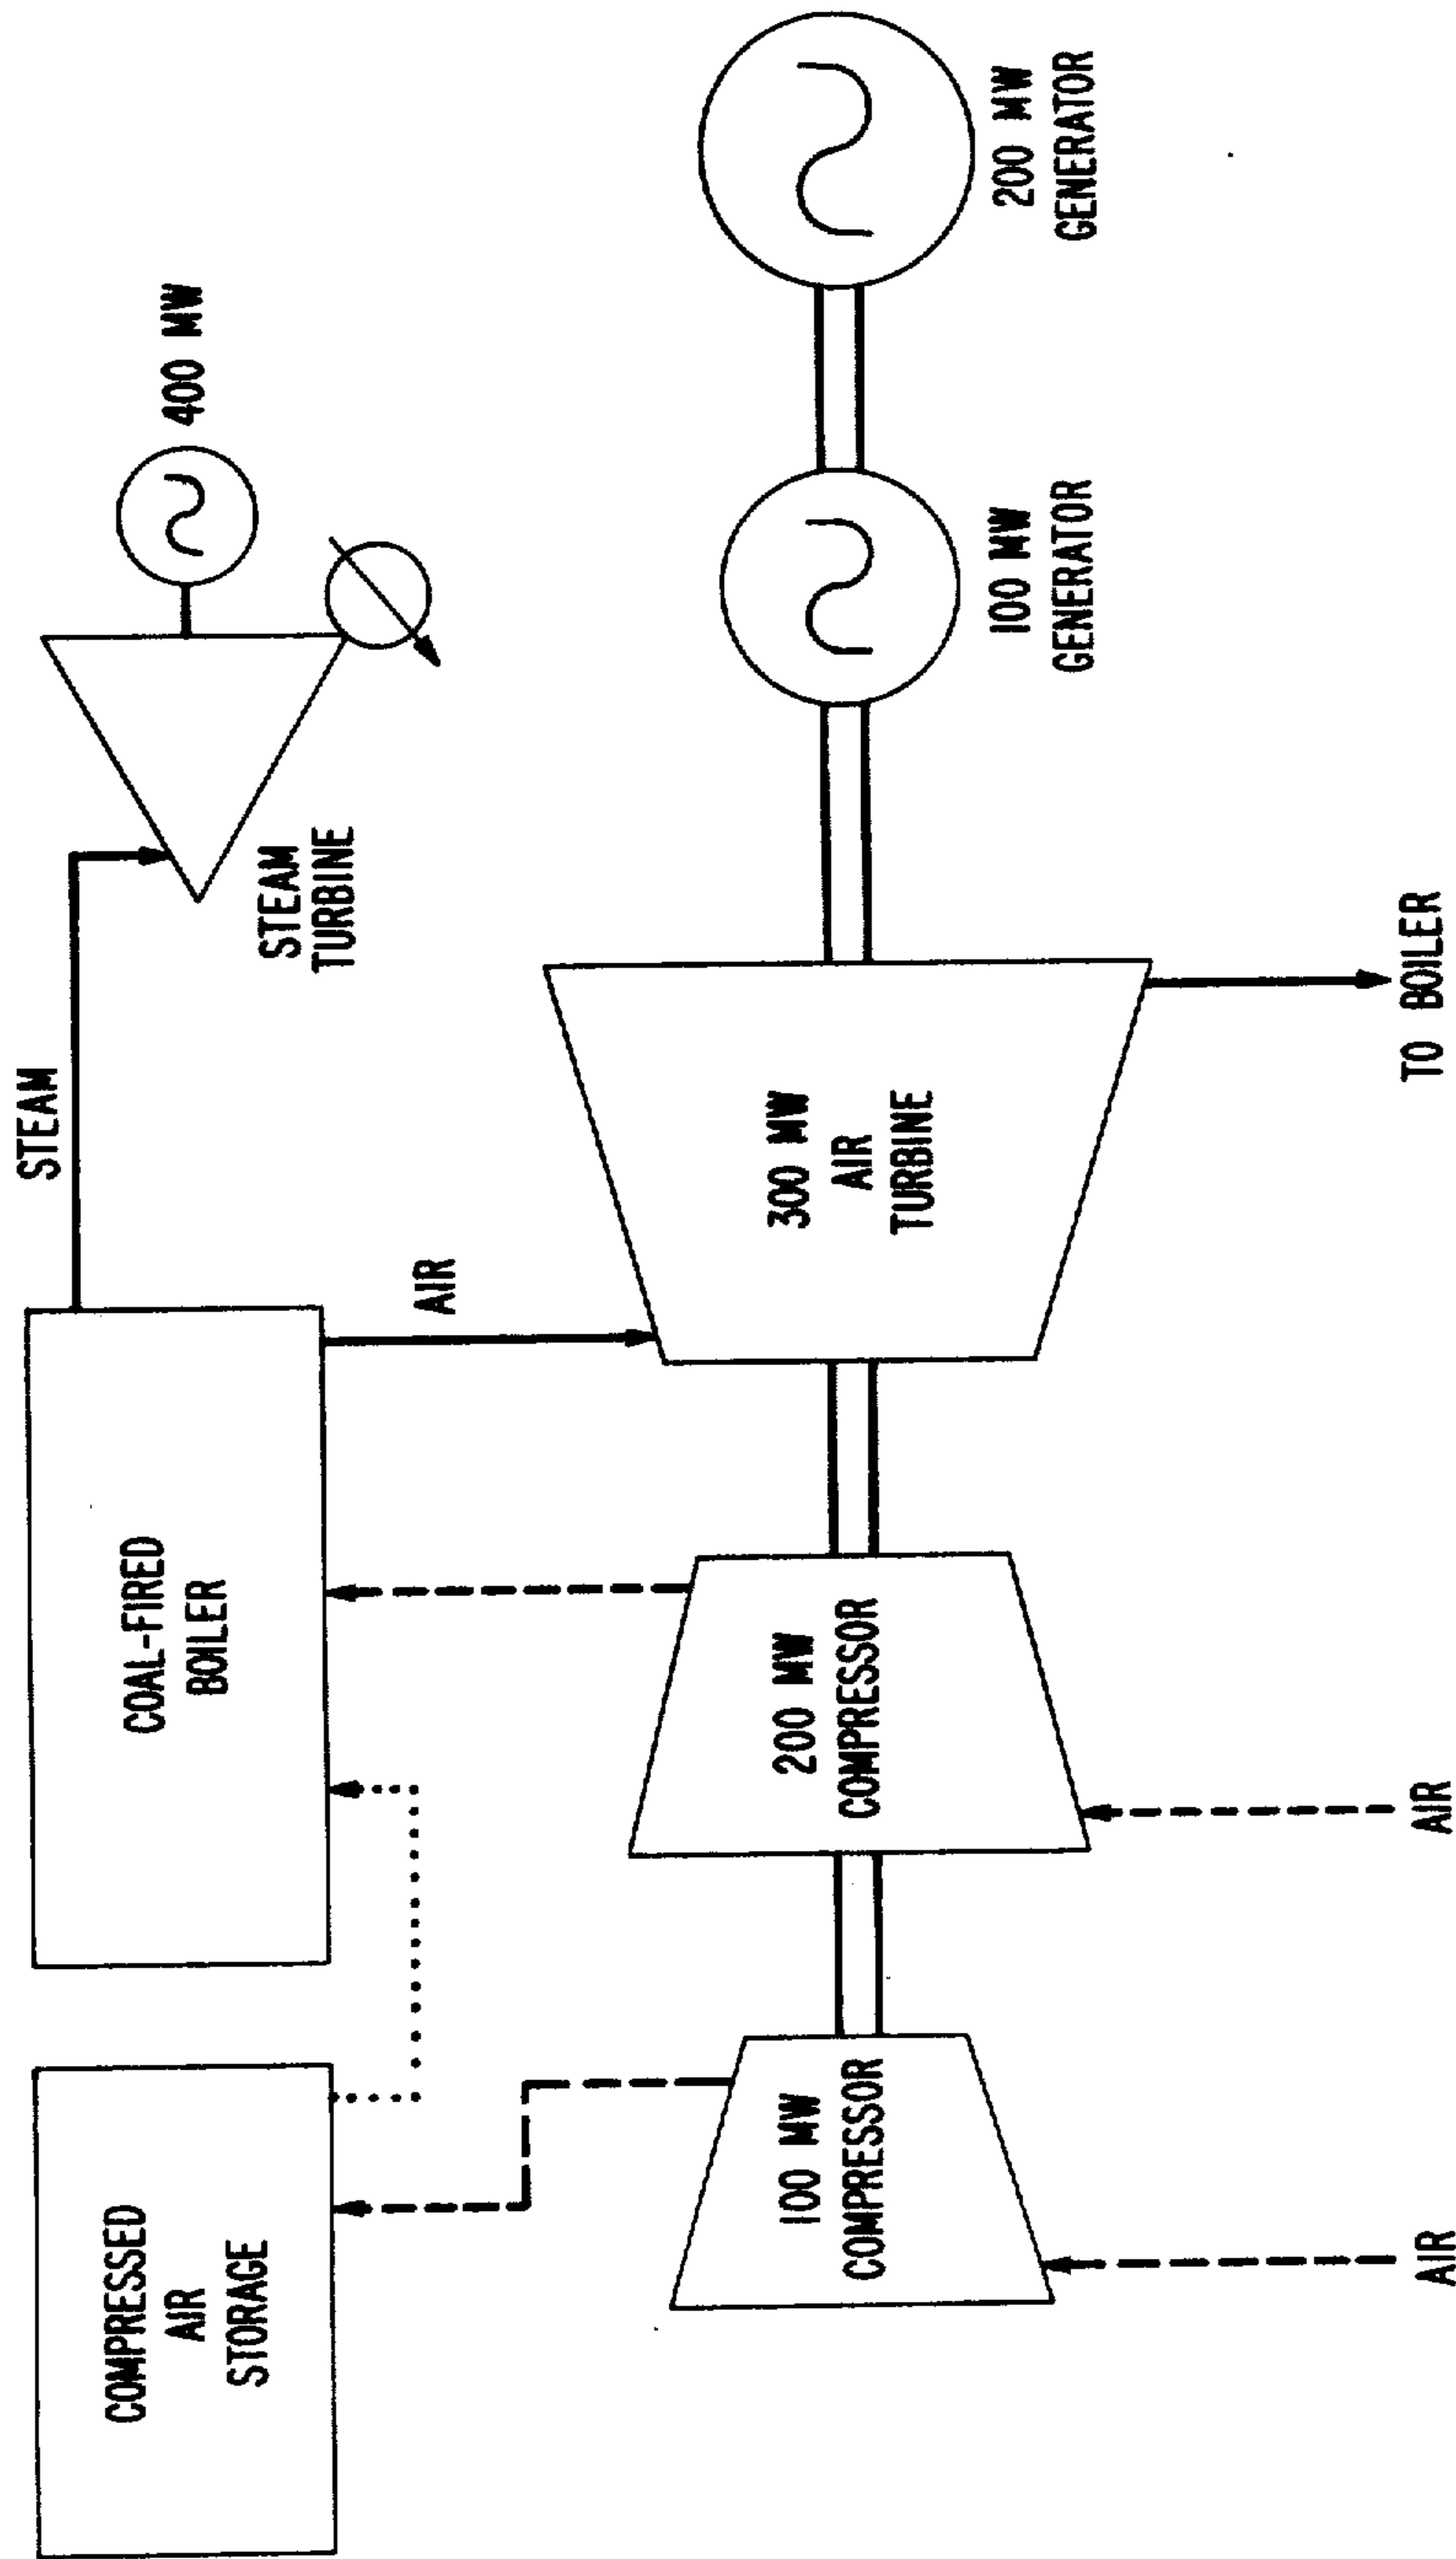 COMPRESSED
AIR
STORAGE
COAL-FIRED
BOILER
STEAM
STEAM
TURBINE
400 MW
AIR
100 MW
COMPRESSOR
200 MW
COMPRESSOR
300 MW
AIR
TURBINE
100 MW
GENERATOR
200 MW
GENERATOR
AIR
AIR
TO BOILER